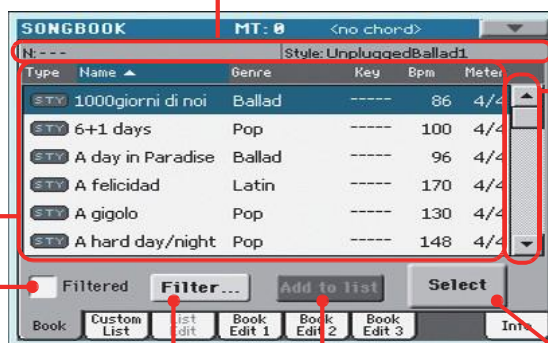 SONGBOOK MT: 0 <no chord>
N:--- Style: UnpluggedBallad1
Type Name Genre Key Bpm Meter
STY 1000giorni di noi Ballad ----- 86 4/4
STY 6+1 days Pop ----- 100 4/4
STY A day in Paradise Ballad ----- 96 4/4
STY A felicidad Latin ----- 170 4/4
STY A gigolo Pop ----- 130 4/4
STY A hard day/night Pop ----- 148 4/4
Filtered Filter... Add to list Select
Book Custom List List Edit Book Edit 1 Book Edit 2 Book Edit 3 Info